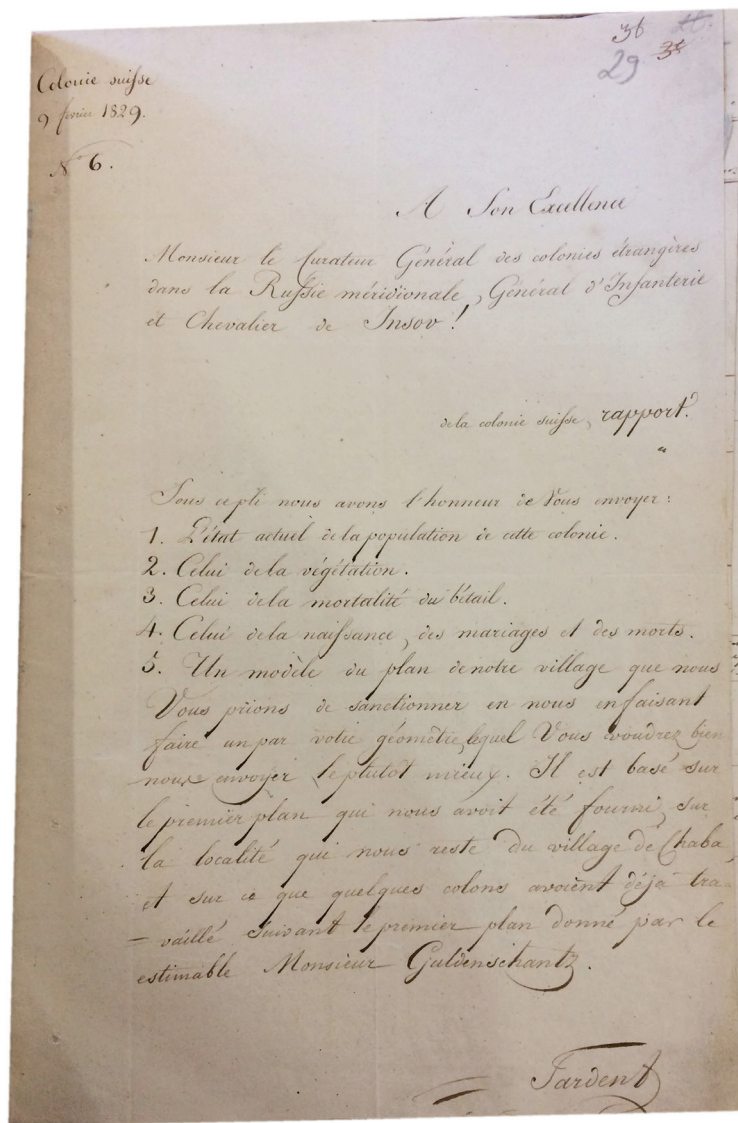 36
29
Colonie suisse
9 fevrier 1829.
N° 6.
A Son Excellence
Monsieur le Curateur Général des colonies étrangères
dans la Russie méridionale, Général d'Infanterie
et Chevalier de Insov!
de la colonie suisse, rapport.
Sous ce pli nous avons l'honneur de Vous envoyer:
1. L'état actuel de la population de cette colonie.
2. Celui de la végétation.
3. Celui de la mortalité du bétail.
4. Celui de la naissance, des mariages et des morts.
5. Un modèle du plan de notre village que nous
Vous prions de sanctionner en nous en faisant
faire un par votre géomètre, lequel Vous voudrez bien
nous envoyer le plutôt mieux. Il est basé sur
le premier plan qui nous avoit été fourni, sur
la localité qui nous reste du village de Chaba
et sur ce que quelques colons avoient déjà tra-
-vaillé suivant le premier plan donné par le
estimable Monsieur Guldenschantz.
Tardent